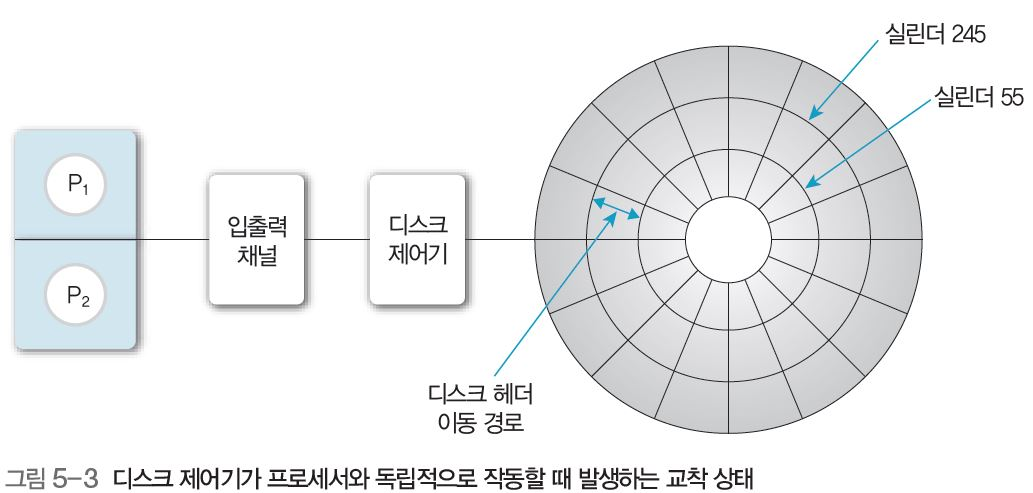 실린더 245
실린더 55
P1
입출력
채널
디스크
제어기
P2
디스크 헤더
이동 경로
그림 5-3 디스크 제어기가 프로세서와 독립적으로 작동할 때 발생하는 교착 상태